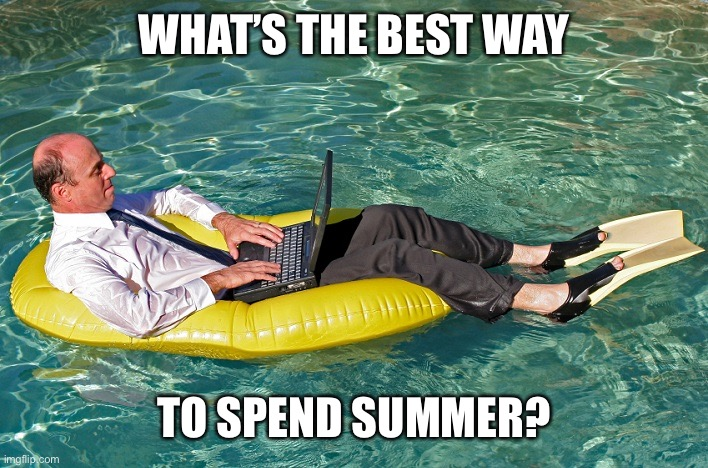 WHAT'S THE BEST WAY
TO SPEND SUMMER?
imgflip.com